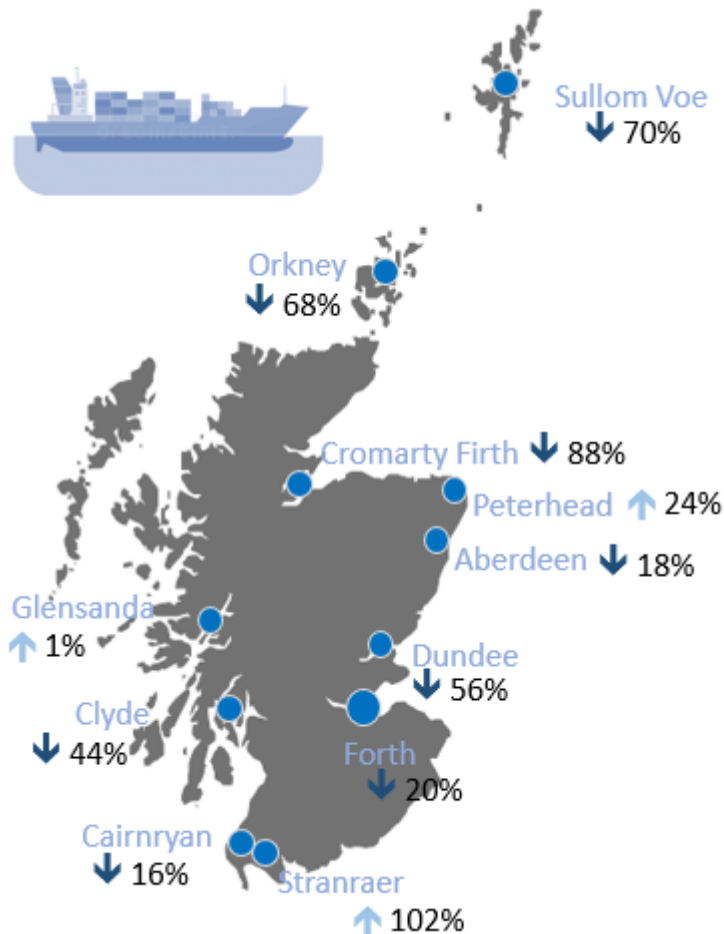 Sullom Voe
↓ 70%
Orkney
↓ 68%
Cromarty Firth ↓ 88%
Peterhead ↑ 24%
Aberdeen ↓ 18%
Glensanda
↑ 1%
Dundee
↓ 56%
Clyde
↓ 44%
Forth
↓ 20%
Cairnryan
↓ 16%
Stranraer
↑ 102%